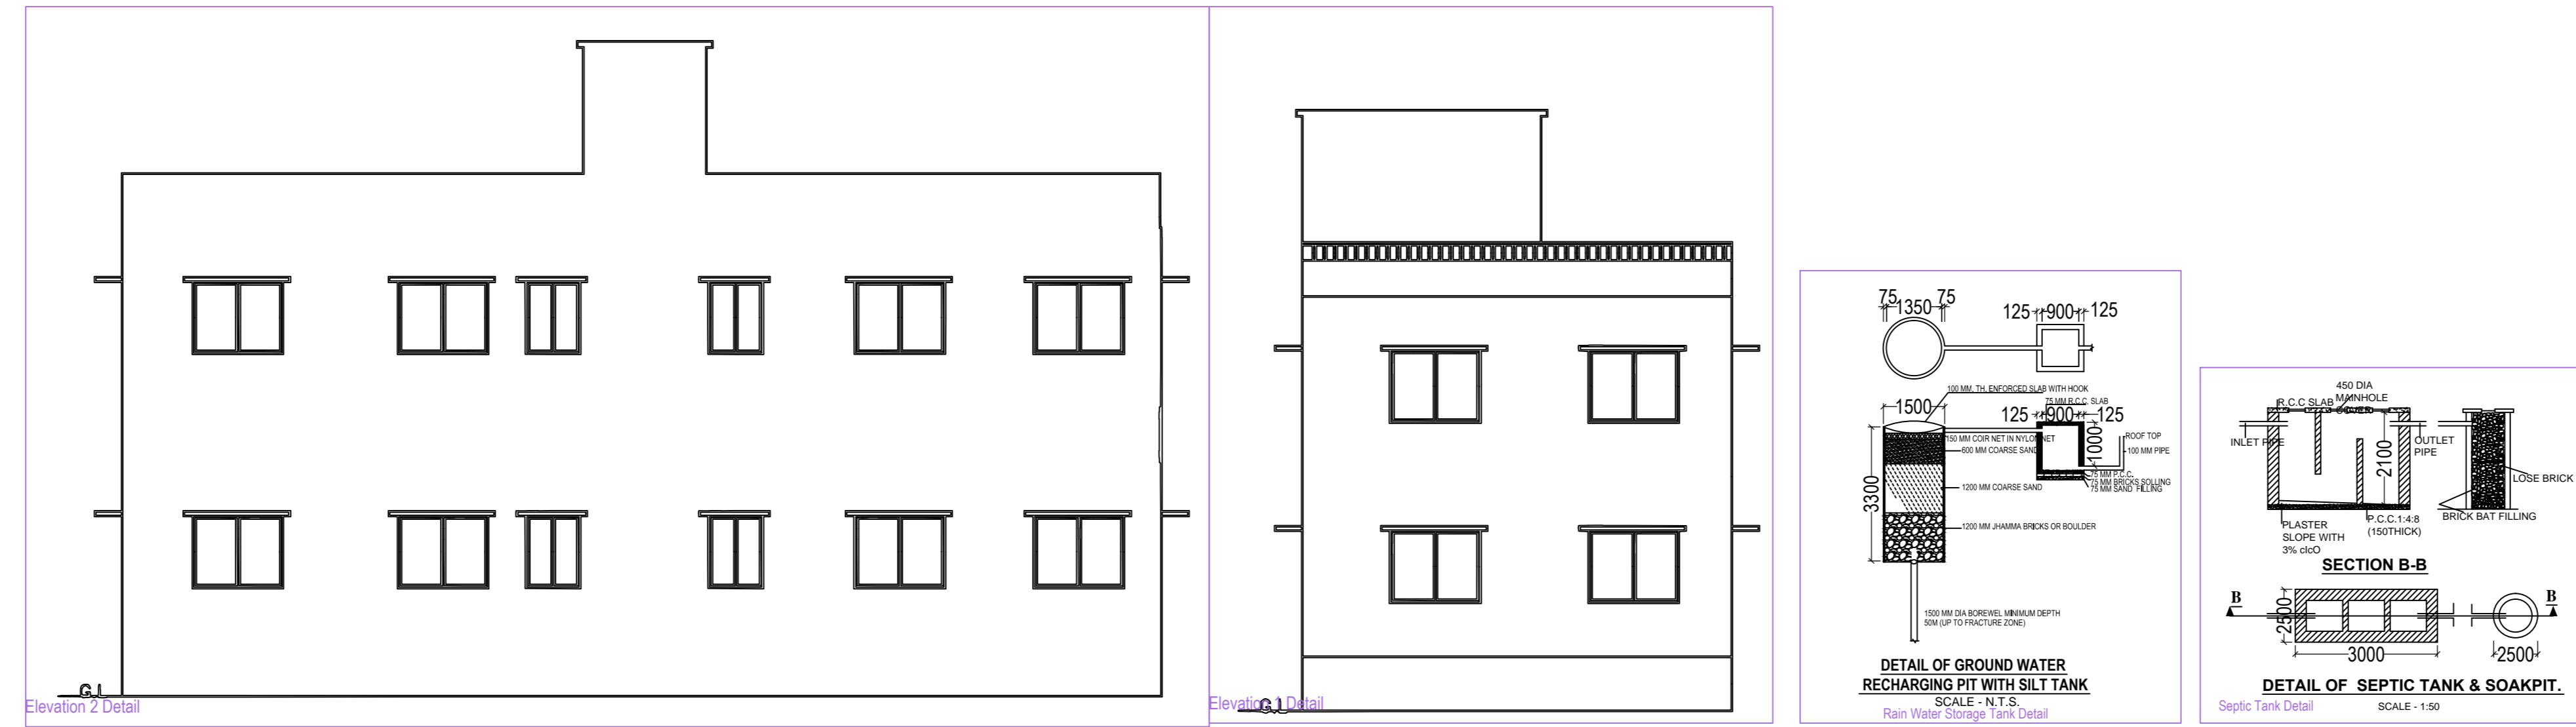 G.L
Elevation 2 Detail
G.L
Elevation 1 Detail
75 1350 75
125 900 125
100 MM. TH. ENFORCED SLAB WITH HOOK
75 MM R.C.C. SLAB
1500
125 900 125
150 MM COIR NET IN NYLON NET
600 MM COARSE SAND
1000
ROOF TOP
100 MM PIPE
75 MM P.C.C.
75 MM BRICKS SOLLING
75 MM SAND FILLING
1200 MM COARSE SAND
3300
1200 MM JHAMMA BRICKS OR BOULDER
1500 MM DIA BOREWEL MINIMUM DEPTH
50M (UP TO FRACTURE ZONE)
DETAIL OF GROUND WATER
RECHARGING PIT WITH SILT TANK
SCALE - N.T.S.
Rain Water Storage Tank Detail
450 DIA
MAINHOLE
COVER
R.C.C SLAB
INLET PIPE
OUTLET
PIPE
2100
LOSE BRICK
BRICK BAT FILLING
PLASTER
SLOPE WITH
3% clcO
P.C.C.1:4:8
(150THICK)
SECTION B-B
B
B
2500
3000
2500
DETAIL OF SEPTIC TANK & SOAKPIT.
Septic Tank Detail
SCALE - 1:50